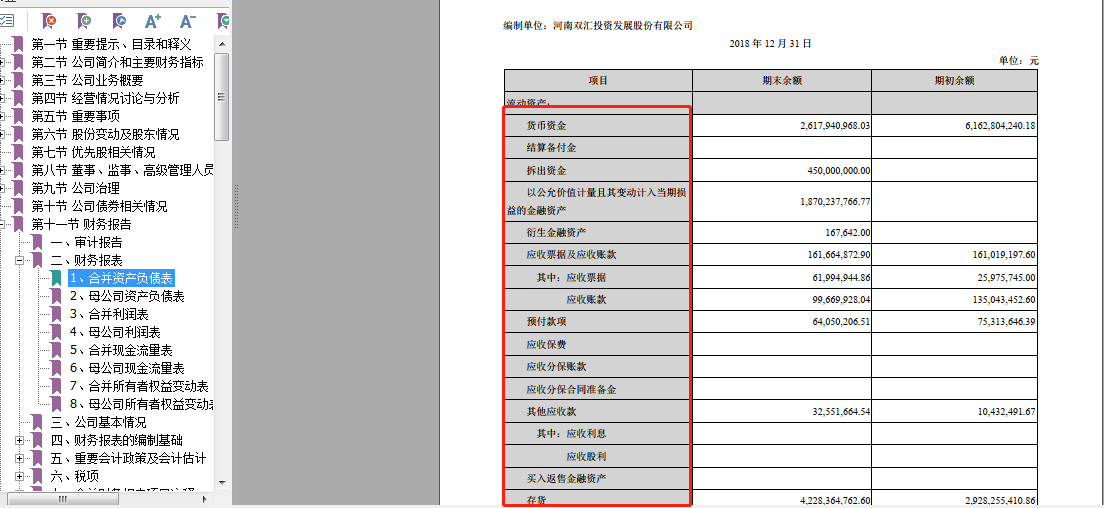 A+ A-
第一节 重要提示、目录和释义
第二节 公司简介和主要财务指标
第三节 公司业务概要
第四节 经营情况讨论与分析
第五节 重要事项
第六节 股份变动及股东情况
第七节 优先股相关情况
第八节 董事、监事、高级管理人员
第九节 公司治理
第十节 公司债券相关情况
第十一节 财务报告
一、审计报告
二、财务报表
1、合并资产负债表
2、母公司资产负债表
3、合并利润表
4、母公司利润表
5、合并现金流量表
6、母公司现金流量表
7、合并所有者权益变动表
8、母公司所有者权益变动表
三、公司基本情况
四、财务报表的编制基础
五、重要会计政策及会计估计
六、税项
编制单位：河南双汇投资发展股份有限公司
2018 年 12 月 31 日
单位：元
项目 期末余额 期初余额
流动资产：
货币资金 2,617,940,968.03 6,162,804,240.18
结算备付金
拆出资金 450,000,000.00
以公允价值计量且其变动计入当期损
益的金融资产 1,870,237,766.77
衍生金融资产 167,642.00
应收票据及应收账款 161,664,872.90 161,019,197.60
其中：应收票据 61,994,944.86 25,975,745.00
应收账款 99,669,928.04 135,043,452.60
预付款项 64,050,206.51 75,313,646.39
应收保费
应收分保账款
应收分保合同准备金
其他应收款 32,551,664.54 10,432,491.67
其中：应收利息
应收股利
买入返售金融资产
存货 4,228,364,762.60 2,928,255,410.86